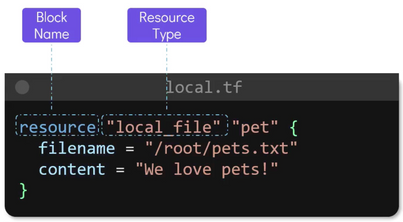 Block
Name
Resource
Type
local.tf
resource "local_file" "pet" {
  filename = "/root/pets.txt"
  content = "We love pets!"
}